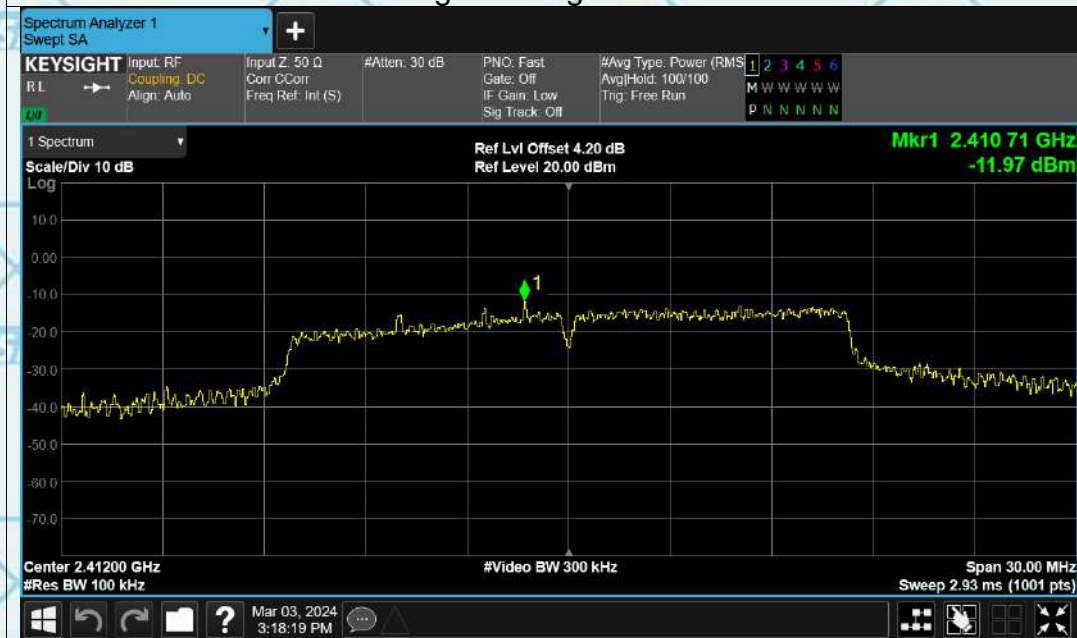 Spectrum Analyzer 1
Swept SA
KEYSIGHT
RL
LXI
Input: RF
Coupling: DC
Align: Auto
Input Z: 50 Ω
Corr CCorr
Freq Ref: Int (S)
#Atten: 30 dB
PNO: Fast
Gate: Off
IF Gain: Low
Sig Track: Off
#Avg Type: Power (RMS
Avg|Hold: 100/100
Trig: Free Run
1 2 3 4 5 6
M W W W W W
P N N N N N
1 Spectrum
Scale/Div 10 dB
Ref Lvl Offset 4.20 dB
Ref Level 20.00 dBm
Mkr1 2.410 71 GHz
-11.97 dBm
Log
10.0
0.00
-10.0
-20.0
-30.0
-40.0
-50.0
-60.0
-70.0
1
Center 2.41200 GHz
#Res BW 100 kHz
#Video BW 300 kHz
Span 30.00 MHz
Sweep 2.93 ms (1001 pts)
?
Mar 03, 2024
3:18:19 PM